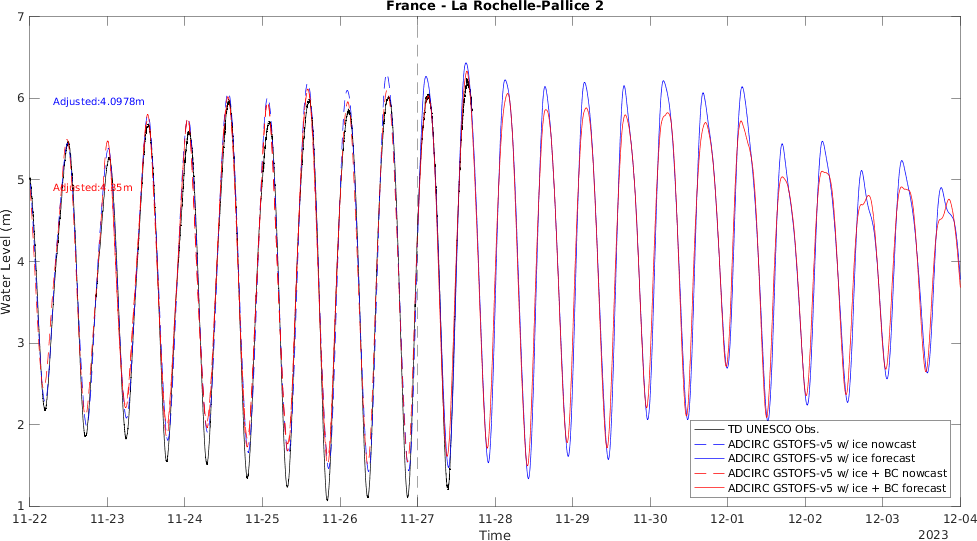 France - La Rochelle-Pallice 2
7
6
5
4
3
2
1
Water Level (m)
Adjusted:4.0978m
Adjusted:4.35m
TD UNESCO Obs.
ADCIRC GSTOFS-v5 w/ ice nowcast
ADCIRC GSTOFS-v5 w/ ice forecast
ADCIRC GSTOFS-v5 w/ ice + BC nowcast
ADCIRC GSTOFS-v5 w/ ice + BC forecast
11-22 11-23 11-24 11-25 11-26 11-27 11-28 11-29 11-30 12-01 12-02 12-03 12-04
Time
2023